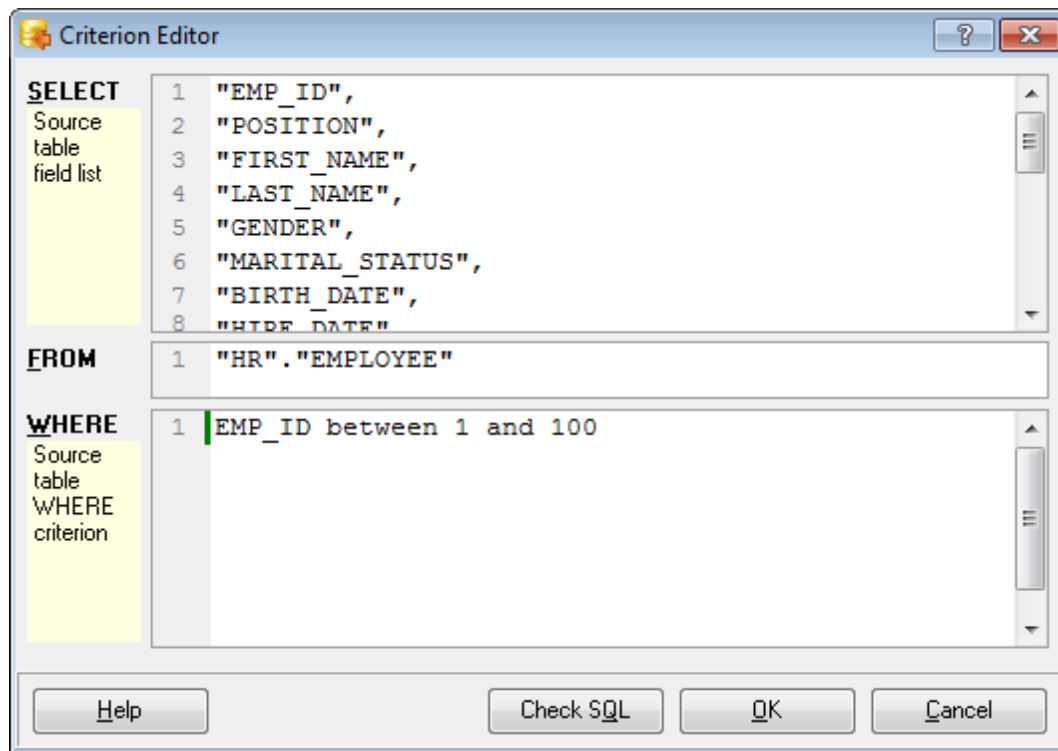 Criterion Editor
SELECT
Source
table
field list
1 "EMP_ID",
2 "POSITION",
3 "FIRST_NAME",
4 "LAST_NAME",
5 "GENDER",
6 "MARITAL_STATUS",
7 "BIRTH_DATE",
8 "HIRE_DATE"
FROM
1 "HR"."EMPLOYEE"
WHERE
Source
table
WHERE
criterion
1 EMP_ID between 1 and 100
Help
Check SQL
OK
Cancel